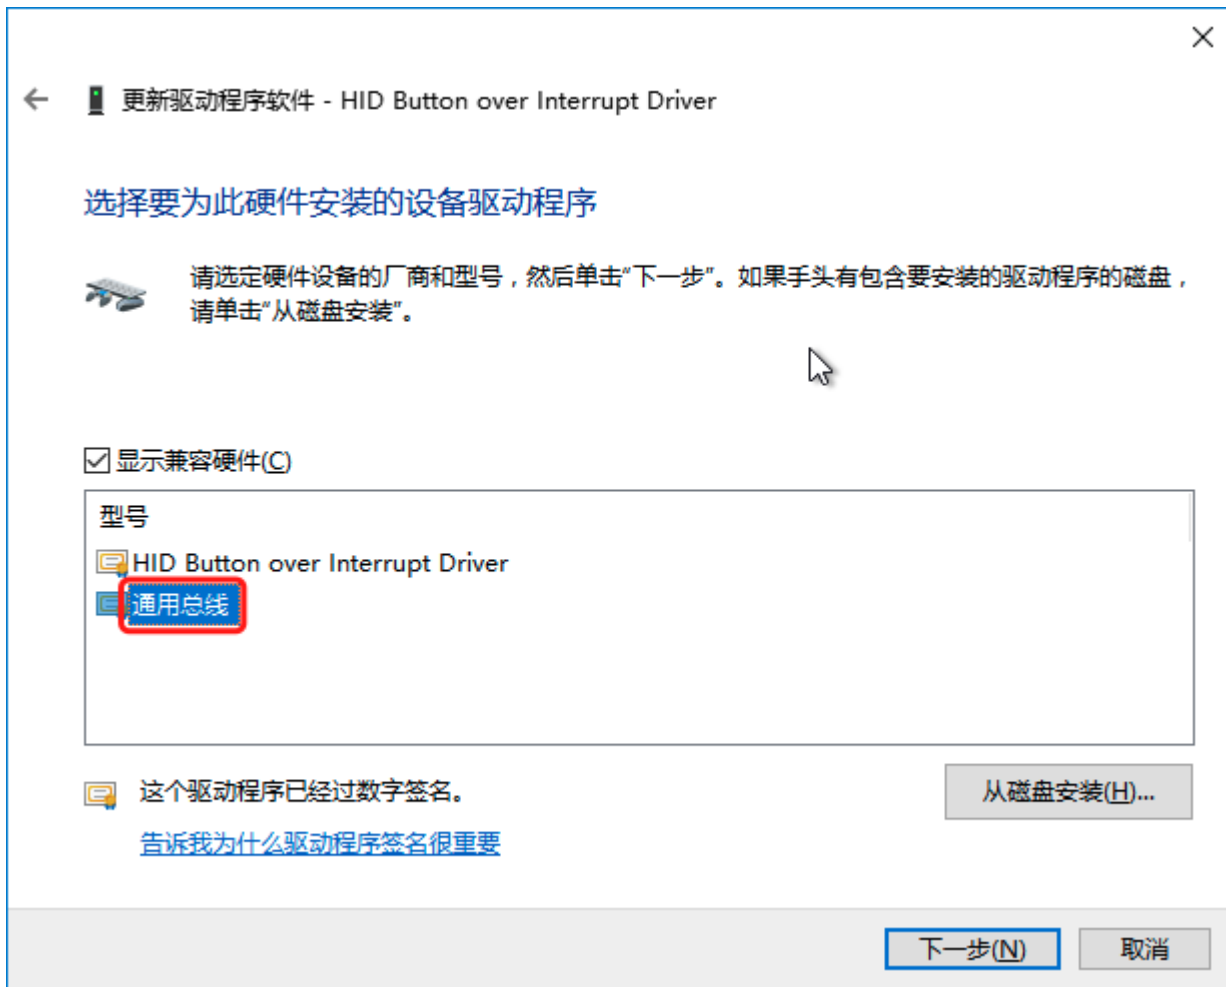 更新驱动程序软件 - HID Button over Interrupt Driver
选择要为此硬件安装的设备驱动程序
请选定硬件设备的厂商和型号，然后单击“下一步”。如果手头有包含要安装的驱动程序的磁盘，
请单击“从磁盘安装”。
显示兼容硬件(C)
型号
HID Button over Interrupt Driver
通用总线
这个驱动程序已经过数字签名。
从磁盘安装(H)...
告诉我为什么驱动程序签名很重要
下一步(N)
取消